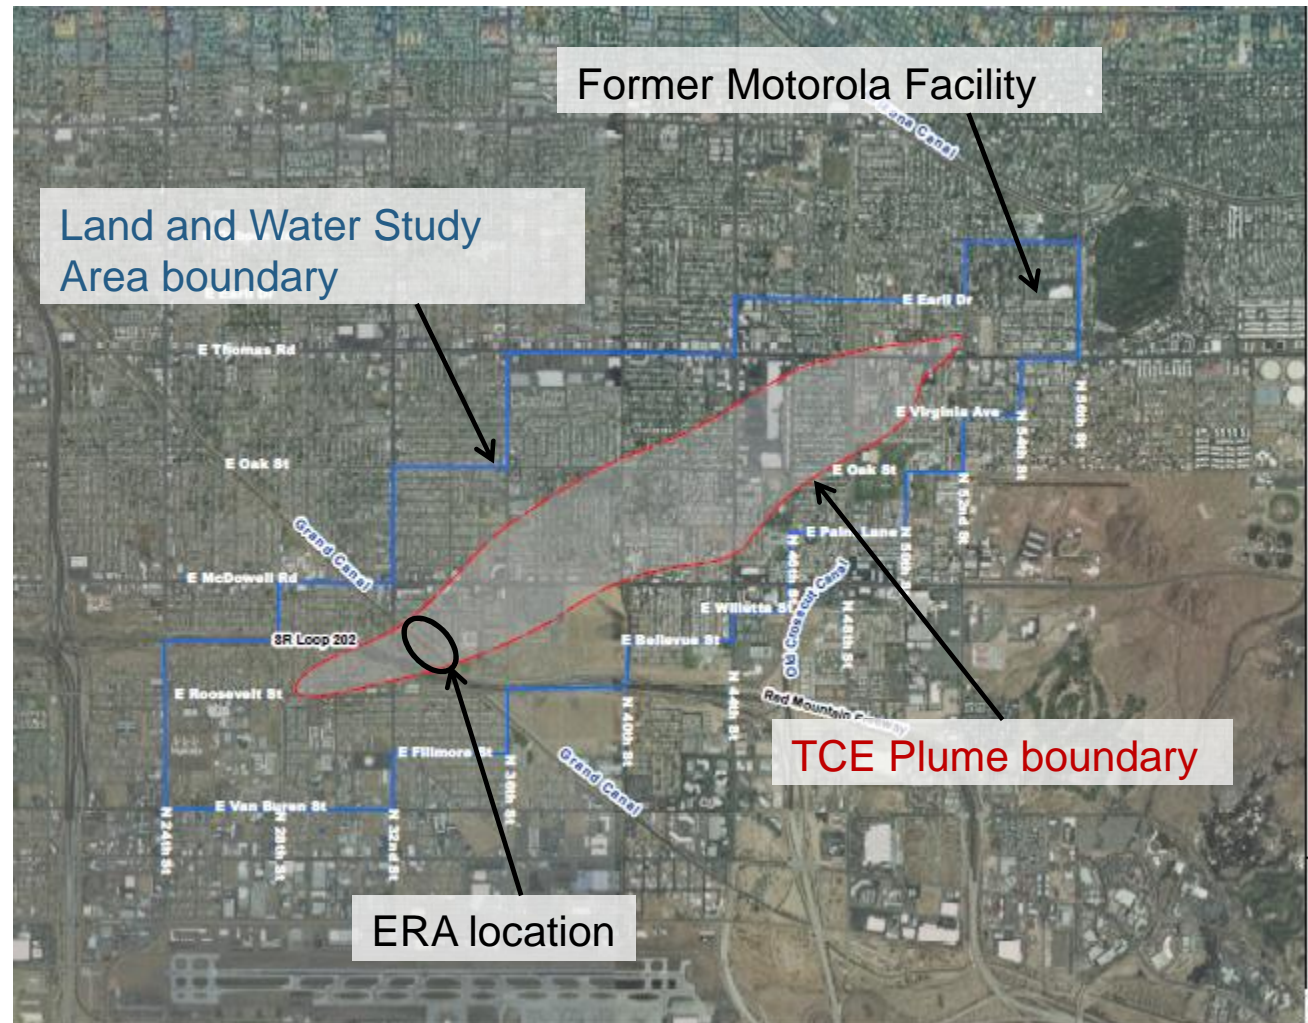 Former Motorola Facility
Canal
Land and Water Study
Area boundary
E Earll Dr
E Thomas Rd
N 56th St
E Virginia Ave
N 54th St
E Oak St
E Oak St
N 52nd St
Grand Canal
E Palm Lane
N 50th St
E McDowell Rd
N 46th St
Old Crosscut Canal
E Willetta St
N 48th St
SR Loop 202
E Bellevue St
E Roosevelt St
N 44th St
Red Mountain Freeway
N 40th St
TCE Plume boundary
E Fillmore St
Grand Canal
N 36th St
E Van Buren St
N 24th St
N 28th St
N 32nd St
ERA location